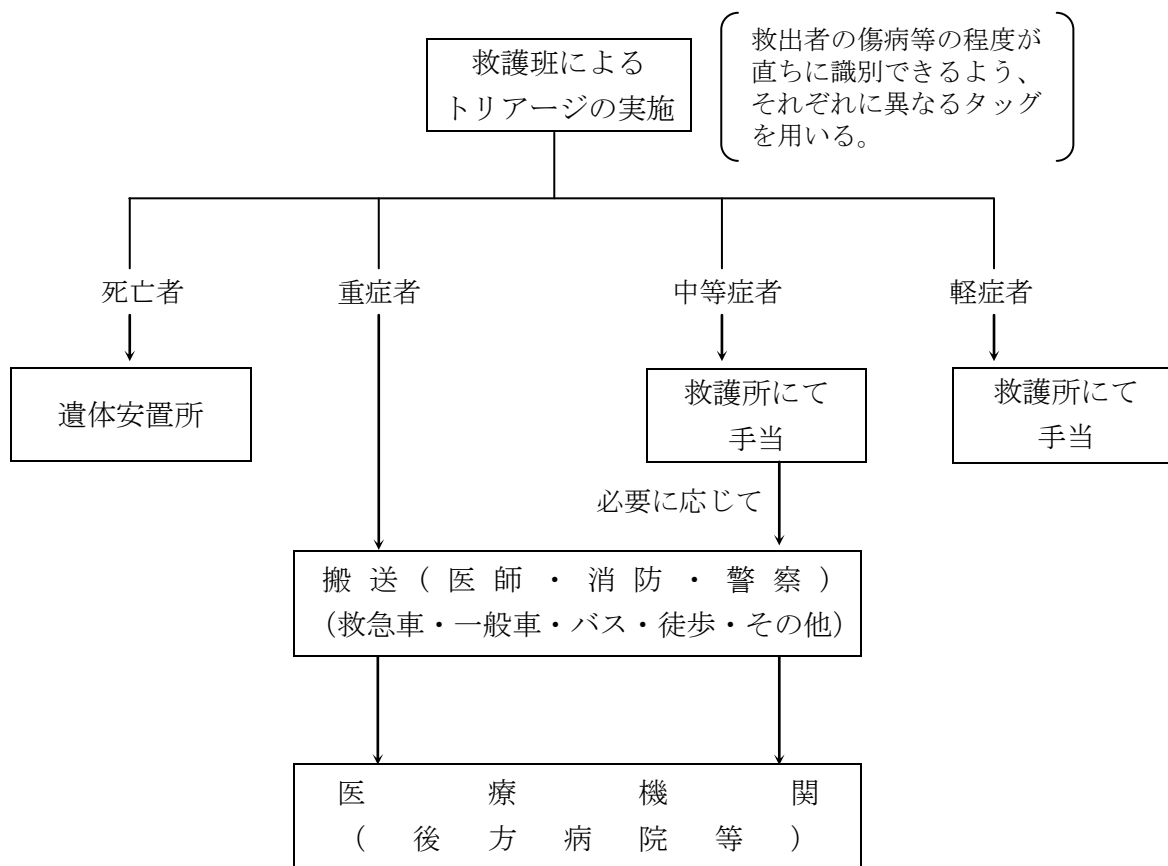 救護班による
トリアージの実施
救出者の傷病等の程度が
直ちに識別できるよう、
それぞれに異なるタッグ
を用いる。
死亡者
重症者
中等症者
軽症者
遺体安置所
救護所にて
手当
救護所にて
手当
必要に応じて
搬送(医師・消防・警察)
(救急車・一般車・バス・徒歩・その他)
医療機関
(後方病院等)